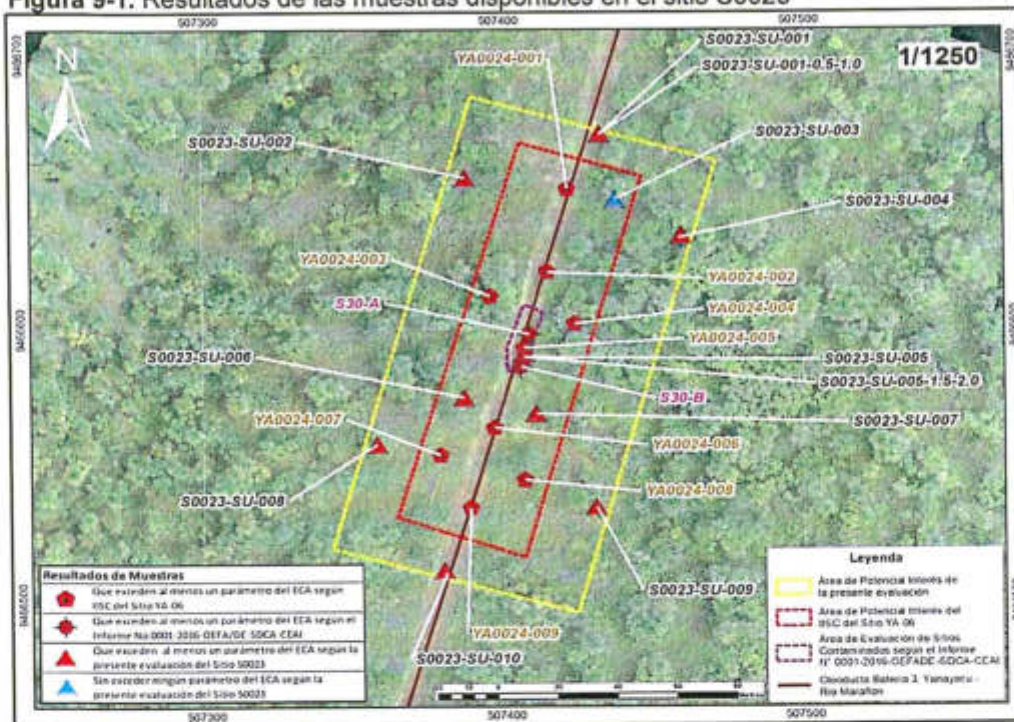 Figura 9-1. Resultados de las muestras disponibles en el sitio S0023
507300
507400
507500
9466700
9466700
N
1/1250
YA0024-001
S0023-SU-001
S0023-SU-001-0.5-1.0
S0023-SU-002
S0023-SU-003
S0023-SU-004
YA0024-003
YA0024-002
S30-A
YA0024-004
9466600
9466600
YA0024-005
S0023-SU-006
S0023-SU-005
S0023-SU-005-1.5-2.0
S30-B
YA0024-007
S0023-SU-007
YA0024-006
S0023-SU-008
YA0024-008
S0023-SU-009
YA0024-009
S0023-SU-010
9466500
Resultados de Muestras
Que exceden al menos un parámetro del ECA según
ISC del Sitio YA-06
Que exceden al menos un parámetro del ECA según el
Informe No.0001-2016-OEFA/DE-SDCA-CEAI
Que exceden al menos un parámetro del ECA según la
presente evaluación del Sitio S0023
Sin exceder ningún parámetro del ECA según la
presente evaluación del Sitio S0023
Leyenda
Área de Potencial Interés de
la presente evaluación
Área de Potencial Interés del
ISC del Sitio YA-06
Área de Evaluación de Sitios
Contaminados según el Informe
N° 0001-2016-OEFADE-SDCA-CEAI
Oleoducto Batería 3 Yanayacu -
Río Marañón
507300
507400
507500